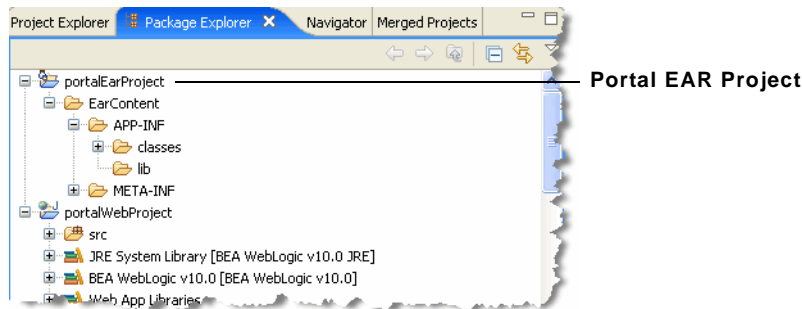 Project Explorer Package Explorer Navigator Merged Projects
portalEarProject
Portal EAR Project
EarContent
APP-INF
classes
lib
META-INF
portalWebProject
src
JRE System Library [BEA WebLogic v10.0 JRE]
BEA WebLogic v10.0 [BEA WebLogic v10.0]
Web App Libraries